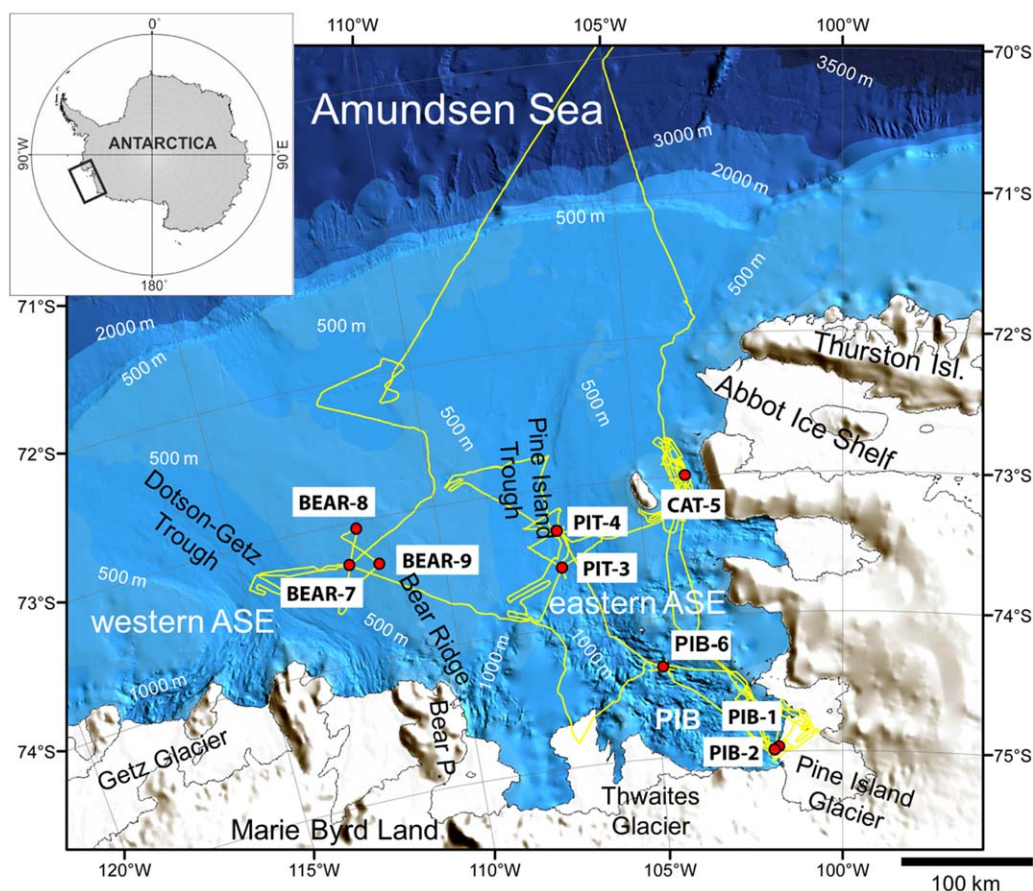 110°W
105°W
100°W
0°
ANTARCTICA
90°W
90°E
180°
70°S
3500 m
Amundsen Sea
3000 m
2000 m
71°S
500 m
500 m
71°S
500 m
2000 m
500 m
72°S
Thurston Isl.
Abbot Ice Shelf
500 m
500 m
Pine Island
Trough
72°S
500 m
73°S
Dotson-Getz
Trough
BEAR-8
CAT-5
PIT-4
BEAR-9
PIT-3
500 m
BEAR-7
73°S
eastern ASE
western ASE
500 m
Bear Ridge
74°S
PIB-6
1000 m
1000 m
1000 m
PIB
PIB-1
Bear P.
74°S
Getz Glacier
PIB-2
75°S
Pine Island
Glacier
Thwaites
Glacier
Marie Byrd Land
120°W
115°W
110°W
105°W
100°W
100 km